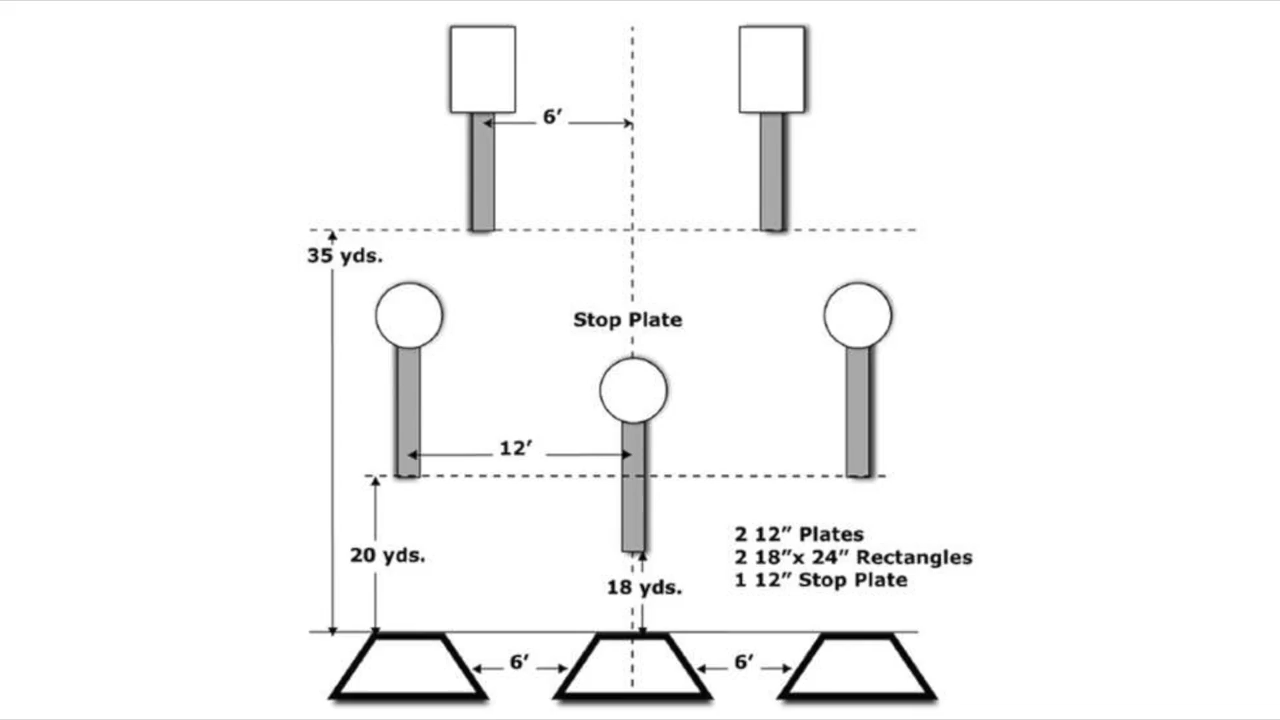 6′
35 yds.
Stop Plate
12′
2 12” Plates
2 18”x 24” Rectangles
1 12” Stop Plate
20 yds.
18 yds.
6′
6′